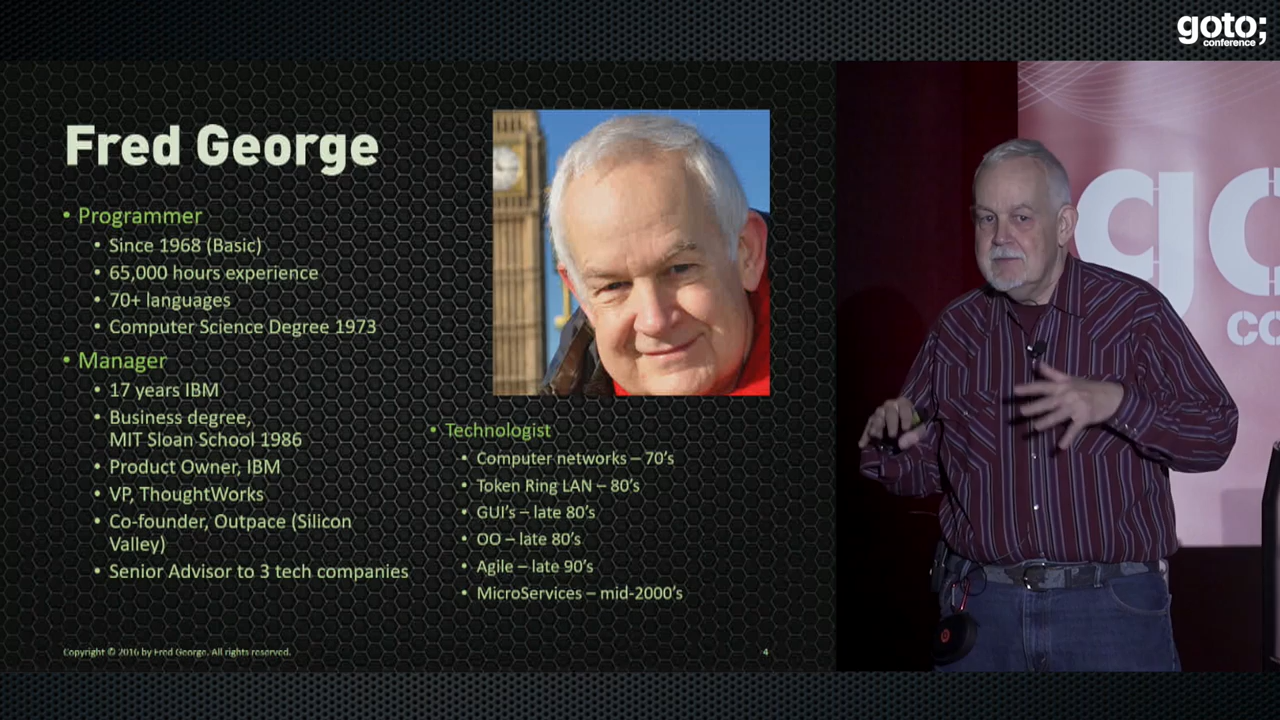 goto;
conference
Fred George
• Programmer
• Since 1968 (Basic)
• 65,000 hours experience
• 70+ languages
• Computer Science Degree 1973
• Manager
• 17 years IBM
• Business degree,
MIT Sloan School 1986
• Product Owner, IBM
• VP, ThoughtWorks
• Co-founder, Outpace (Silicon
Valley)
• Senior Advisor to 3 tech companies
• Technologist
• Computer networks – 70's
• Token Ring LAN – 80's
• GUI's – late 80's
• OO – late 80's
• Agile – late 90's
• MicroServices – mid-2000's
Copyright © 2016 by Fred George. All rights reserved.
4
go
co